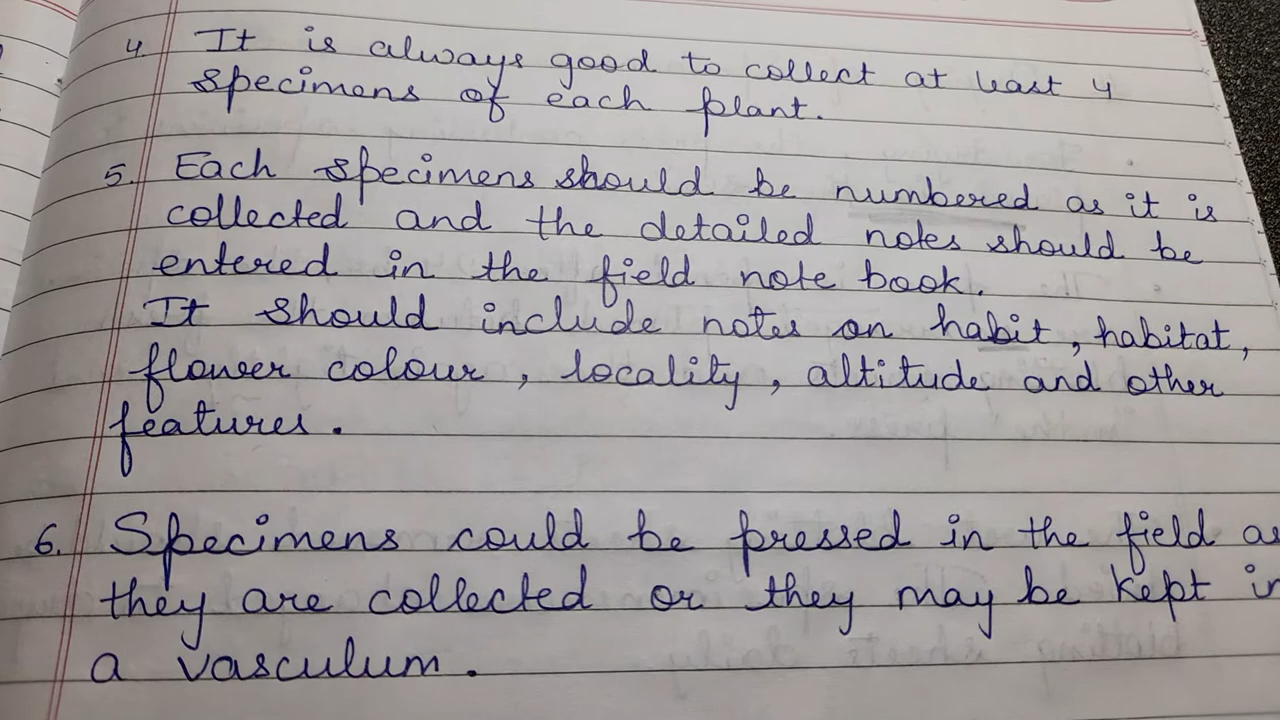 4. It is always good to collect at least 4
specimens of each plant.
5. Each specimens should be numbered as it is
collected and the detailed notes should be
entered in the field note book.
It should include notes on habit, habitat,
flower colour, locality, altitude and other
features.
6. Specimens could be pressed in the field as
they are collected or they may be kept in
a vasculum.